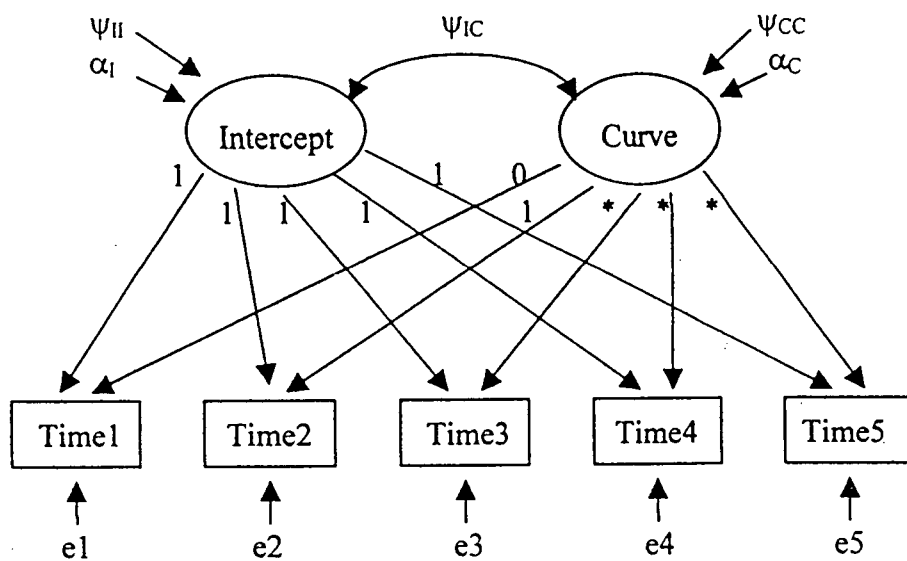 ψII ψIC ψCC
αI αC
Intercept Curve
1 1 0
1 1 1 1 * * *
Time1 Time2 Time3 Time4 Time5
e1 e2 e3 e4 e5